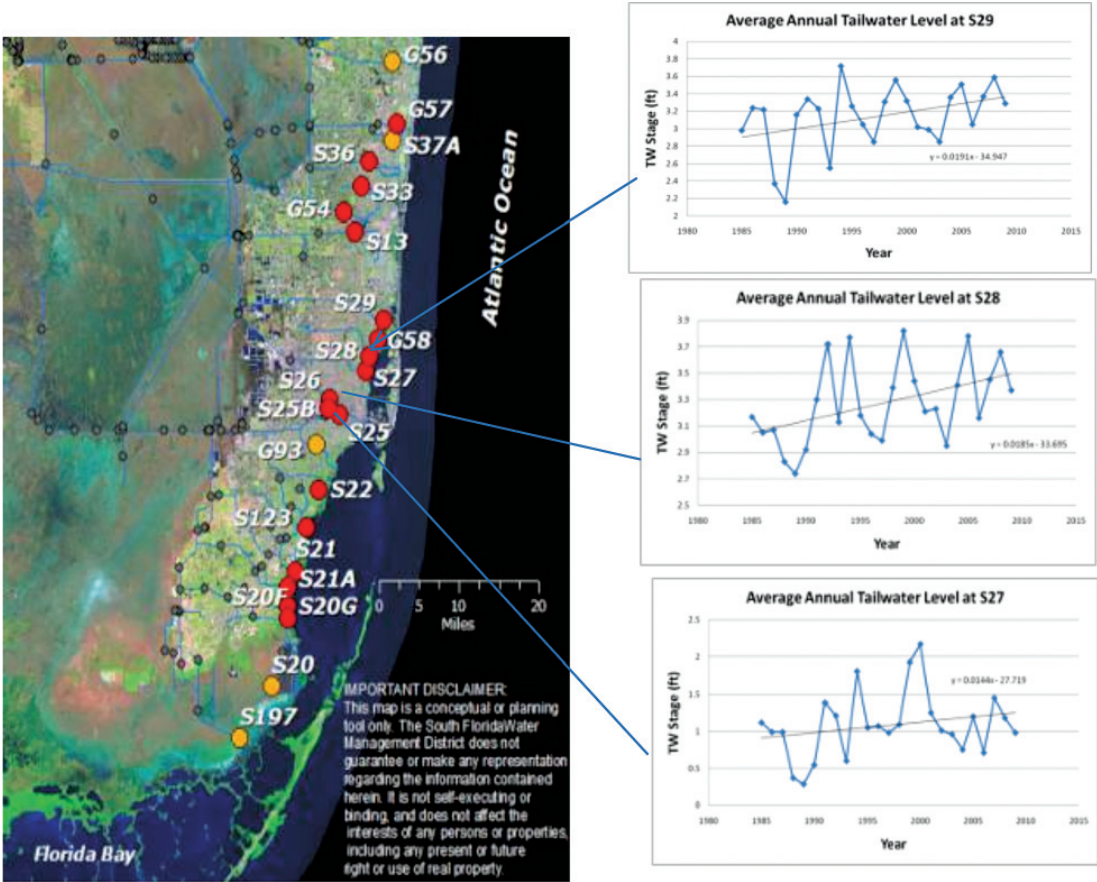 G56
G57
S37A
S36
S33
G54
S13
Atlantic Ocean
S29
G58
S28
S27
S26
S25B
S25
G93
S22
S123
S21
S21A
S20F
S20G
0 5 10 20
Miles
S20
S197
IMPORTANT DISCLAIMER:
This map is a conceptual or planning
tool only. The South FloridaWater
Management District does not
guarantee or make any representation
regarding the information contained
herein. It is not self-executing or
binding, and does not affect the
interests of any persons or properties,
including any present or future
right or use of real property.
Florida Bay
Average Annual Tailwater Level at S29
TW Stage (ft)
4
3.8
3.6
3.4
3.2
3
2.8
2.6
2.4
2.2
2
y = 0.0191x - 34.947
1980 1985 1990 1995 2000 2005 2010 2015
Year
Average Annual Tailwater Level at S28
TW Stage (ft)
3.9
3.7
3.5
3.3
3.1
2.9
2.7
2.5
y = 0.0185x - 33.695
1980 1985 1990 1995 2000 2005 2010 2015
Year
Average Annual Tailwater Level at S27
TW Stage (ft)
2.5
2
1.5
1
0.5
0
y = 0.0144x - 27.719
1980 1985 1990 1995 2000 2005 2010 2015
Year